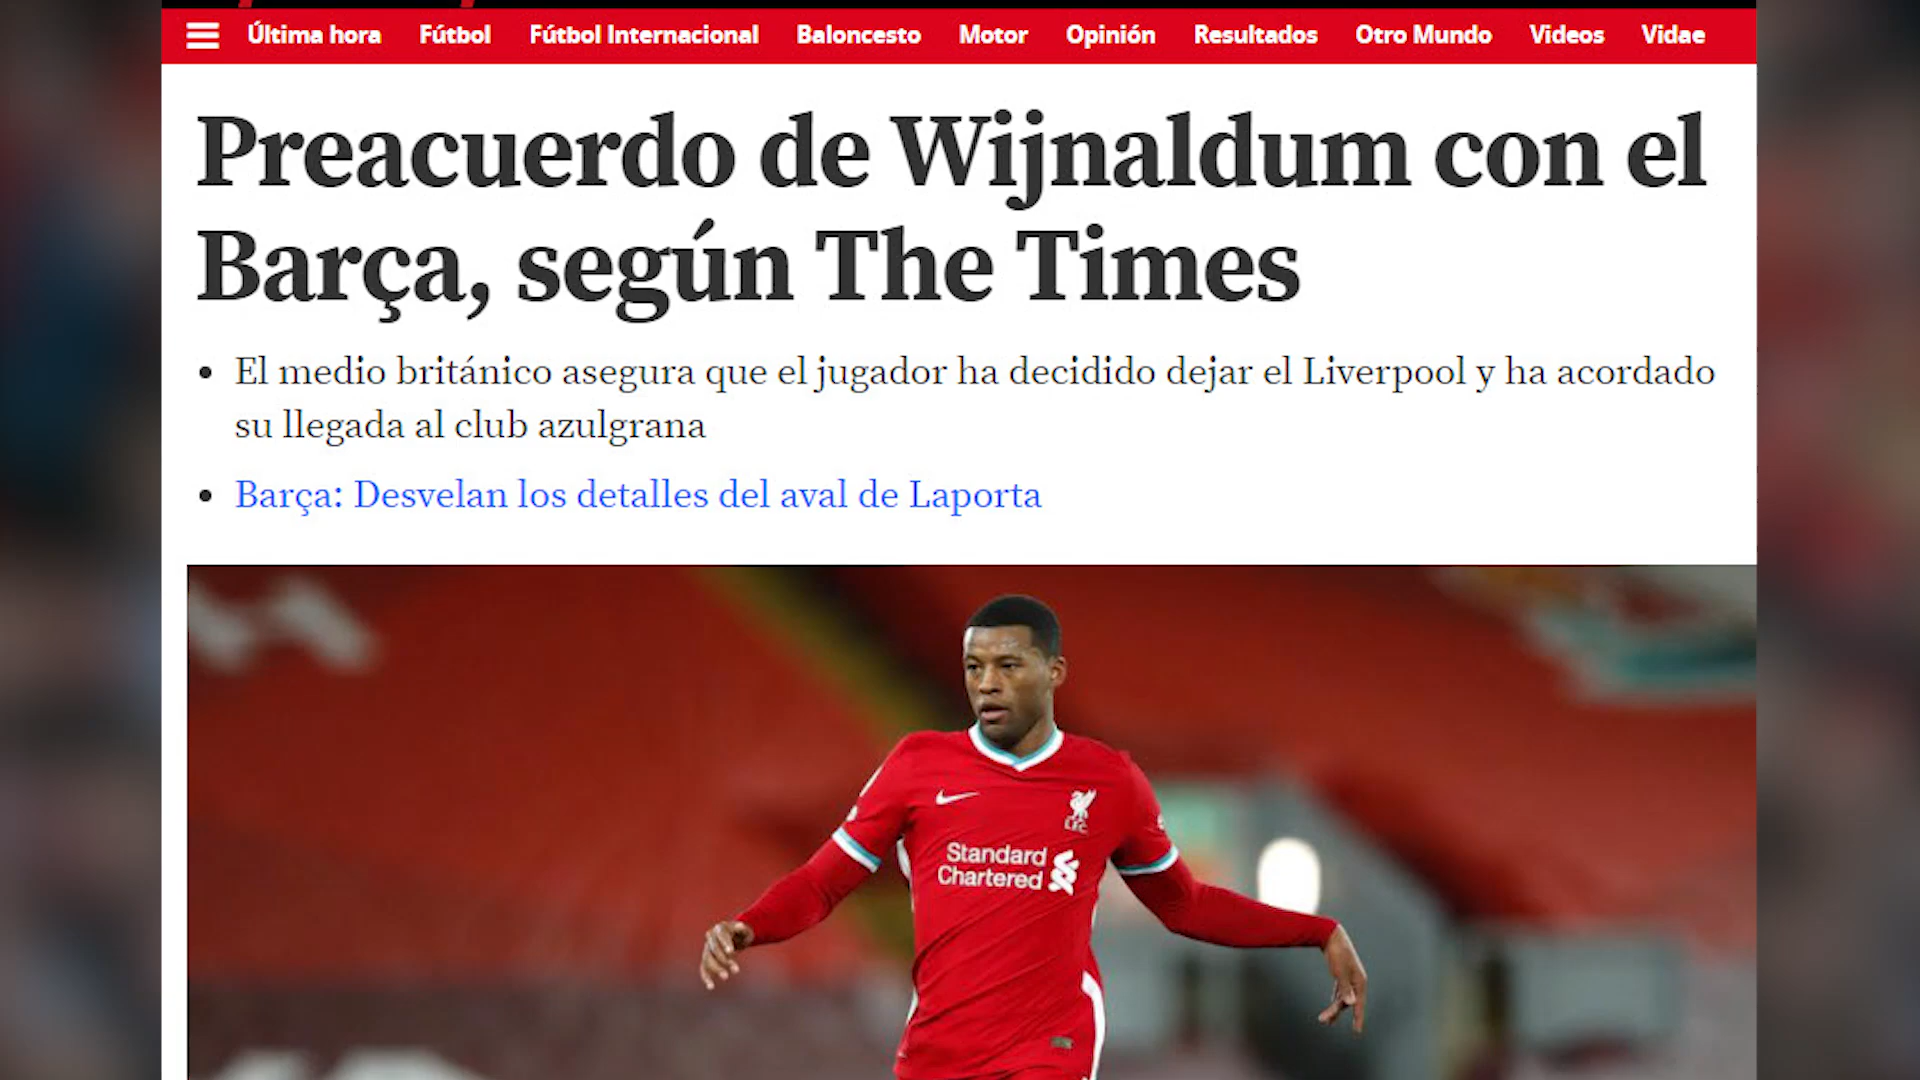 Última hora Fútbol Fútbol Internacional Baloncesto Motor Opinión Resultados Otro Mundo Videos Vidae
Preacuerdo de Wijnaldum con el
Barça, según The Times
El medio británico asegura que el jugador ha decidido dejar el Liverpool y ha acordado
su llegada al club azulgrana
Barça: Desvelan los detalles del aval de Laporta
L.F.C.
Standard
Chartered